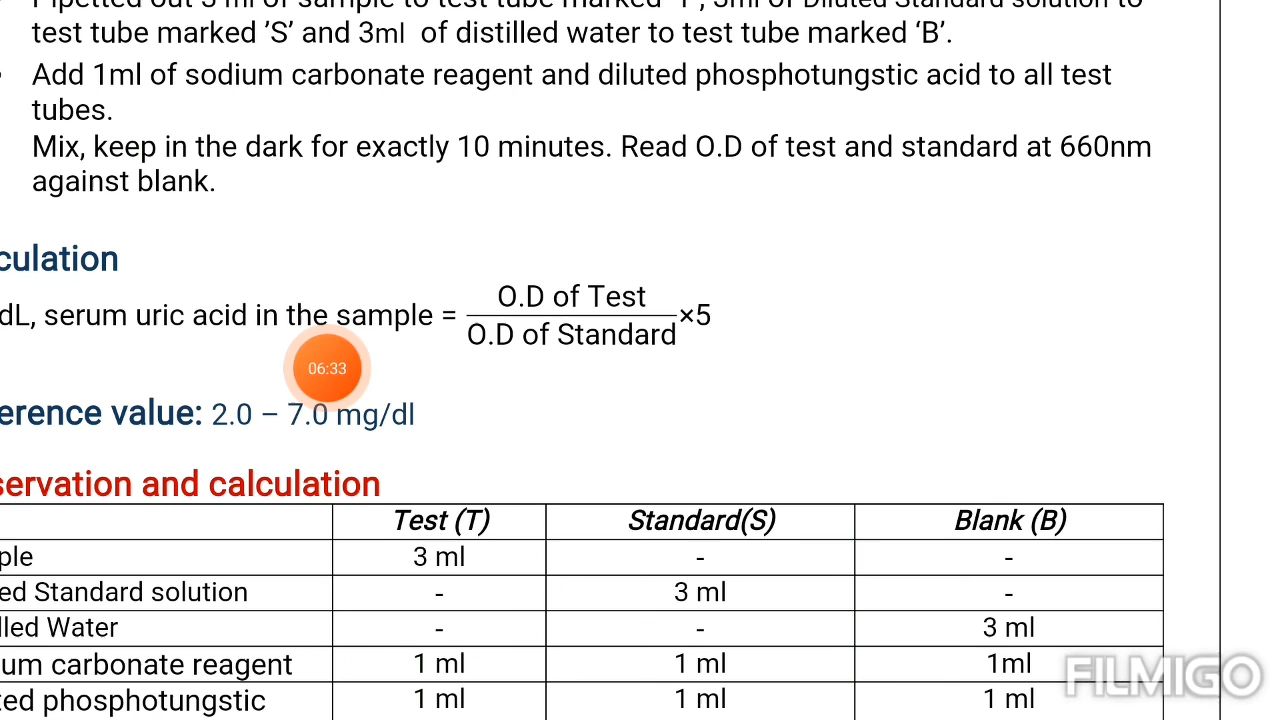 test tube marked ’S’ and 3ml of distilled water to test tube marked ‘B’.
Add 1ml of sodium carbonate reagent and diluted phosphotungstic acid to all test
tubes.
Mix, keep in the dark for exactly 10 minutes. Read O.D of test and standard at 660nm
against blank.
culation
dL, serum uric acid in the sample = O.D of Test / O.D of Standard ×5
06:33
erence value: 2.0 – 7.0 mg/dl
servation and calculation
Test (T) Standard(S) Blank (B)
ple 3 ml - -
ed Standard solution - 3 ml -
lled Water - - 3 ml
um carbonate reagent 1 ml 1 ml 1ml
ted phosphotungstic 1 ml 1 ml 1 ml
FILMIGO